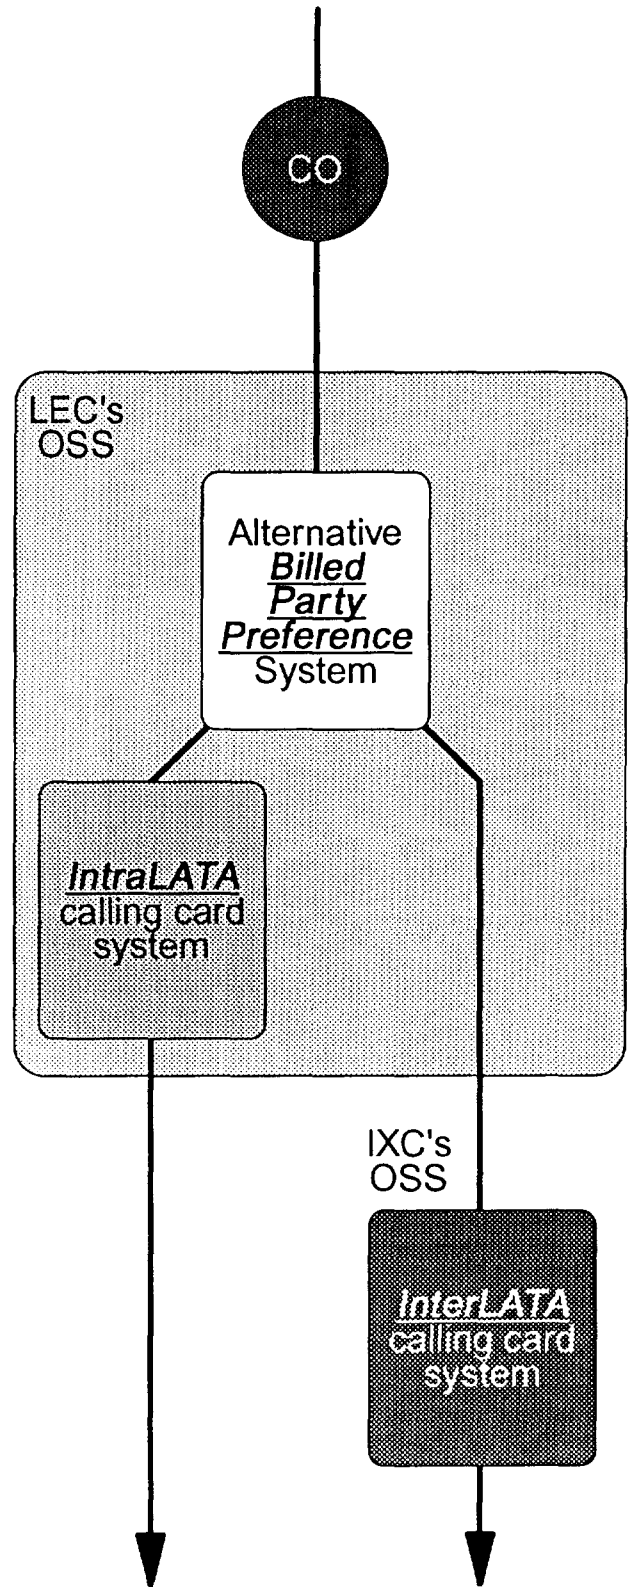 CO
LEC's
OSS
Alternative
Billed
Party
Preference
System
IntraLATA
calling card
system
IXC's
OSS
InterLATA
calling card
system